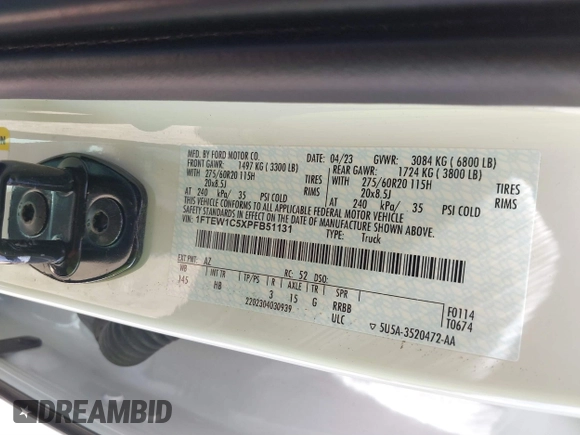 MFD. BY FORD MOTOR CO.
DATE: 04/23 GVWR: 3084 KG ( 6800 LB)
FRONT GAWR: 1497 KG ( 3300 LB)
REAR GAWR: 1724 KG ( 3800 LB)
WITH 275/60R20 115H TIRES
WITH 275/60R20 115H TIRES
20x8.5J RIMS
20x8.5J RIMS
AT 240 kPa/ 35 PSI COLD
AT 240 kPa/ 35 PSI COLD
THIS VEHICLE CONFORMS TO ALL APPLICABLE FEDERAL MOTOR VEHICLE
SAFETY STANDARDS IN EFFECT ON THE DATE OF MANUFACTURE SHOWN ABOVE.
VIN: 1FTEW1C5XPFB51131
TYPE: Truck
EXT PNT: AZ RC: 52 DSO:
WB INT TR TP/PS R AXLE TR SPR
145 HB 3 15 G RRBB
ULC
F0114
T0674
2202304030939
▽ 5U5A-3520472-AA
DREAMBID